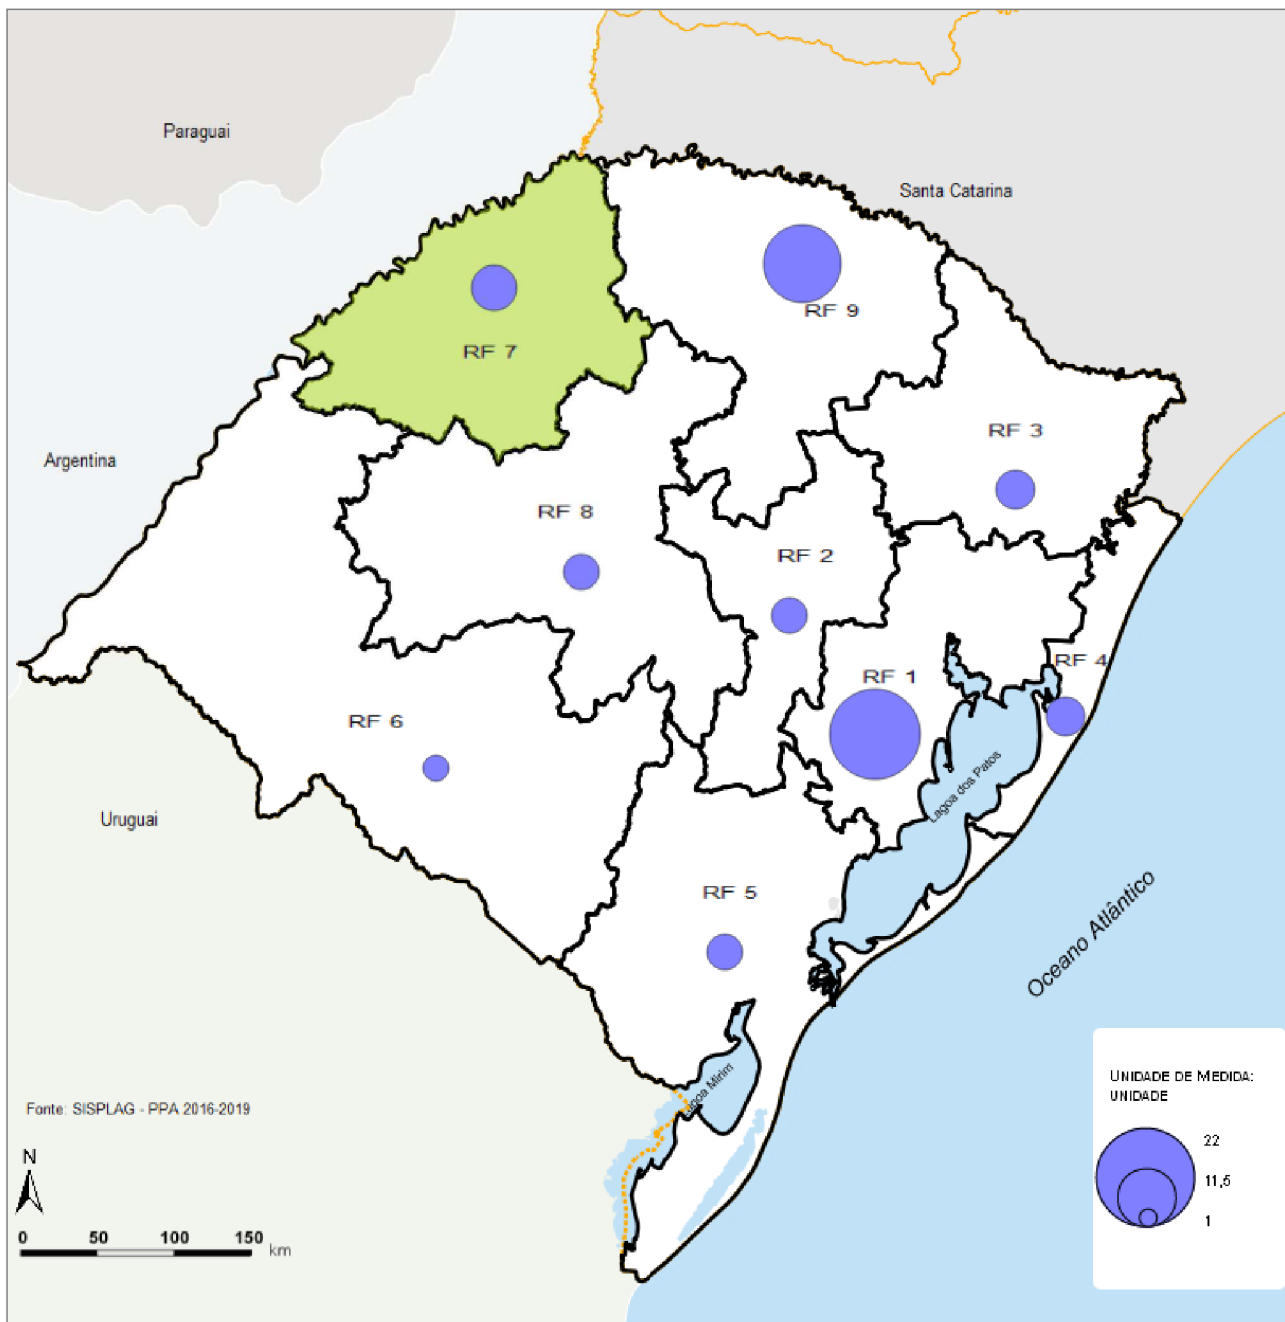 Paraguai
Santa Catarina
RF 9
RF 7
RF 3
Argentina
RF 8
RF 2
RF 4
RF 1
RF 6
Lagoa dos Patos
Uruguai
RF 5
Oceano Atlântico
Lagoa Mirim
Fonte: SISPLAG - PPA 2016-2019
N
0 50 100 150 km
UNIDADE DE MEDIDA:
UNIDADE
22
11,5
1